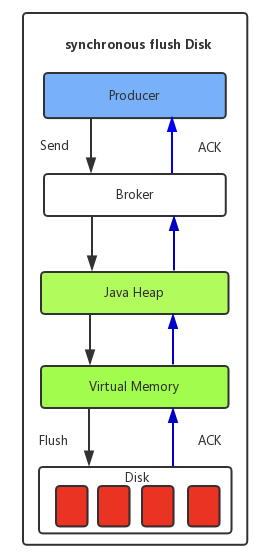 synchronous flush Disk
Producer
Send
ACK
Broker
Java Heap
Virtual Memory
Flush
ACK
Disk